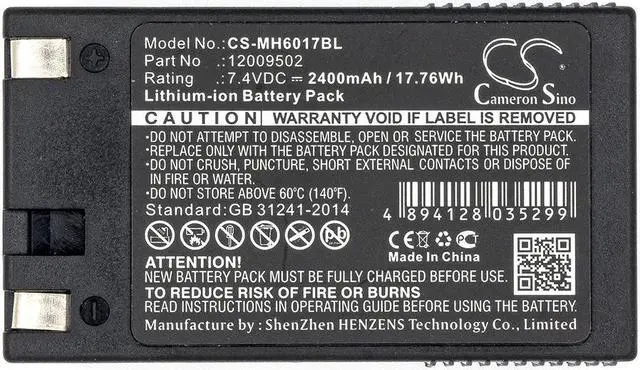 Model No.:CS-MH6017BL
Part No :12009502
Rating :7.4VDC ⎓ 2400mAh / 17.76Wh
Lithium-ion Battery Pack
CS
Cameron Sino
CAUTION WARRANTY VOID IF LABEL IS REMOVED
*DO NOT ATTEMPT TO DISASSEMBLE, OPEN OR SERVICE THE BATTERY PACK.
*REPLACE ONLY WITH THE BATTERY PACK DESIGNED FOR THIS PRODUCT.
*DO NOT CRUSH, PUNCTURE, SHORT EXTERNAL CONTACTS OR DISPOSE OF
IN FIRE OR WATER.
*DO NOT STORE ABOVE 60℃ (140℉).
Standard:GB 31241-2014
4 894128 035299
CE
Made In China
ATTENTION!
NEW BATTERY PACK MUST BE FULLY CHARGED BEFORE USE.
TO REDUCE RISK OF FIRE OR BURNS
READ INSTRUCTIONS IN OPERATING GUIDE BEFORE CHARGING
Manufacture by : ShenZhen HENZENS Technology Co., Limited